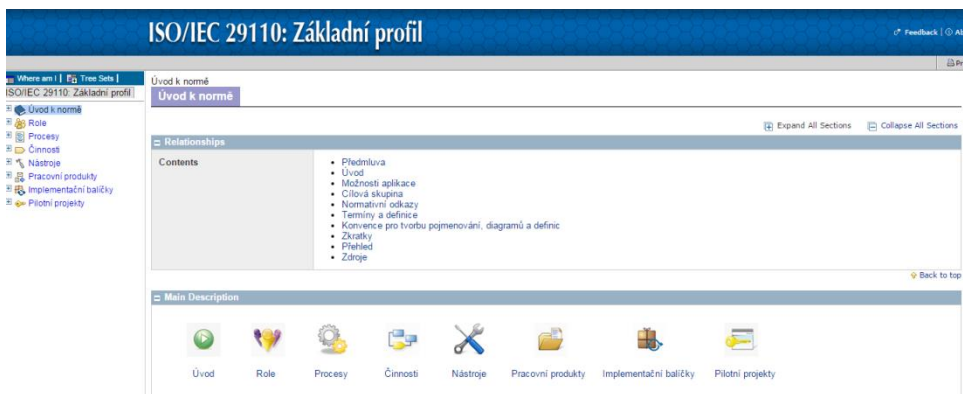 ISO/IEC 29110: Základní profil
Feedback |
Where am I | Tree Sets |
ISO/IEC 29110: Základní profil
Úvod k normě
Role
Procesy
Činnosti
Nástroje
Pracovní produkty
Implementační balíčky
Pilotní projekty
Úvod k normě
Úvod k normě
Expand All Sections Collapse All Sections
Relationships
Contents
Předmluva
Úvod
Možnosti aplikace
Cílová skupina
Normativní odkazy
Termíny a definice
Konvence pro tvorbu pojmenování, diagramů a definic
Zkratky
Přehled
Zdroje
Back to top
Main Description
Úvod Role Procesy Činnosti Nástroje Pracovní produkty Implementační balíčky Pilotní projekty